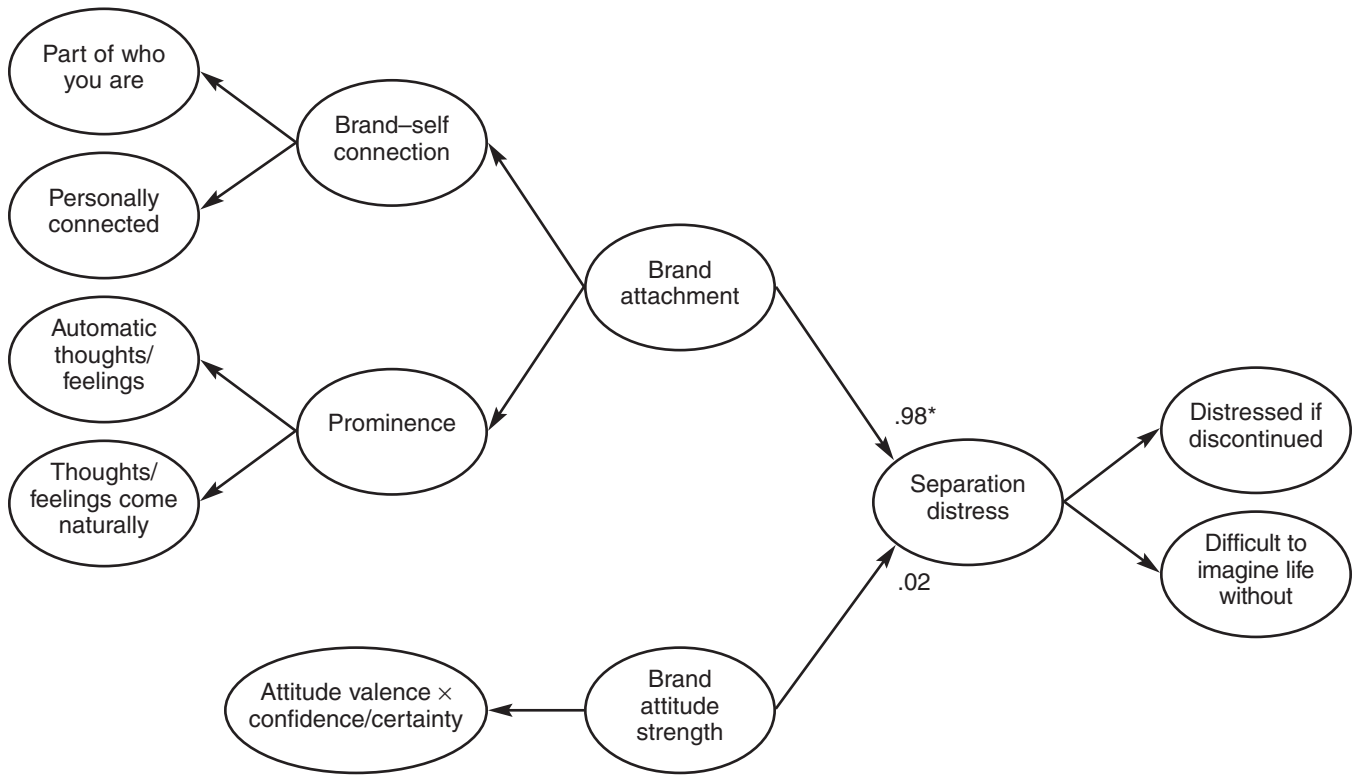 Part of who
you are
Brand–self
connection
Personally
connected
Brand
attachment
Automatic
thoughts/
feelings
Prominence
Thoughts/
feelings come
naturally
.98*
Separation
distress
.02
Distressed if
discontinued
Difficult to
imagine life
without
Attitude valence ×
confidence/certainty
Brand
attitude
strength